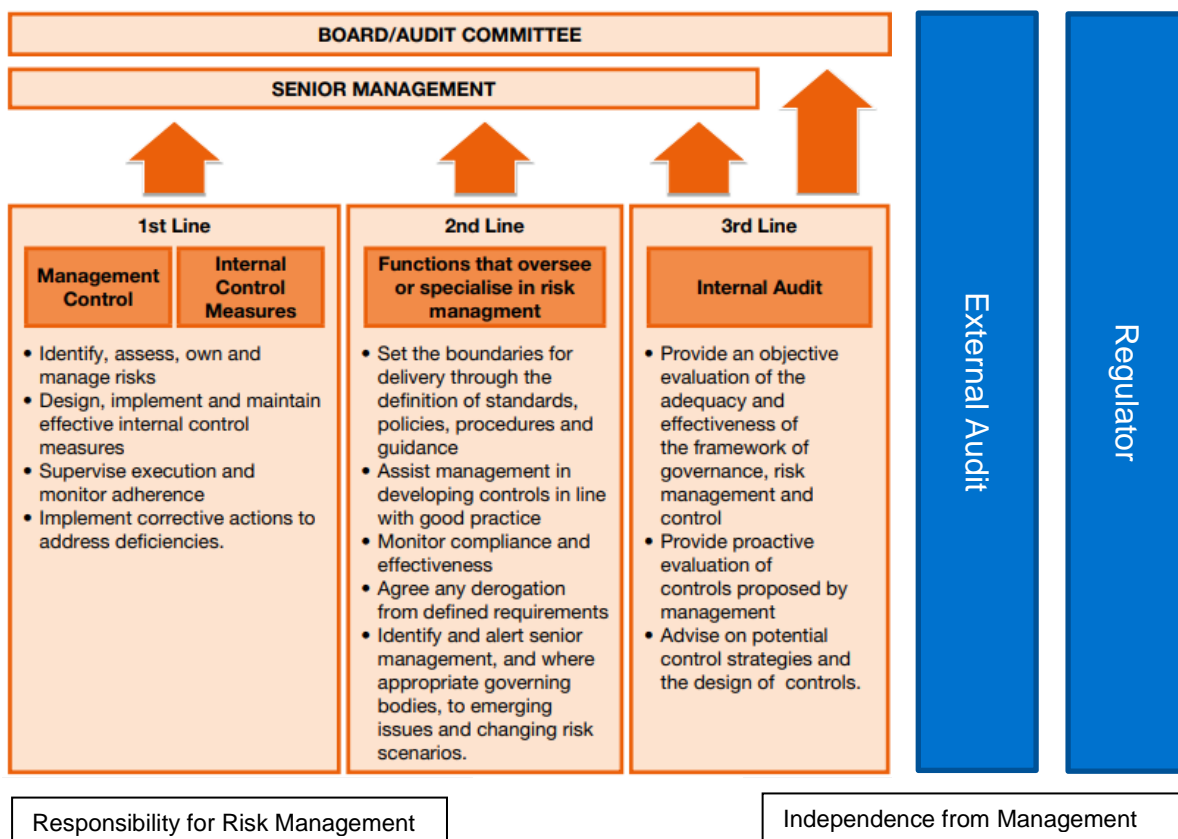 BOARD/AUDIT COMMITTEE
SENIOR MANAGEMENT
1st Line
Management
Control
Internal
Control
Measures
• Identify, assess, own and
manage risks
• Design, implement and maintain
effective internal control
measures
• Supervise execution and
monitor adherence
• Implement corrective actions to
address deficiencies.
2nd Line
Functions that oversee
or specialise in risk
managment
• Set the boundaries for
delivery through the
definition of standards,
policies, procedures and
guidance
• Assist management in
developing controls in line
with good practice
• Monitor compliance and
effectiveness
• Agree any derogation
from defined requirements
• Identify and alert senior
management, and where
appropriate governing
bodies, to emerging
issues and changing risk
scenarios.
3rd Line
Internal Audit
• Provide an objective
evaluation of the
adequacy and
effectiveness of
the framework of
governance, risk
management and
control
• Provide proactive
evaluation of
controls proposed by
management
• Advise on potential
control strategies and
the design of controls.
External Audit
Regulator
Responsibility for Risk Management
Independence from Management